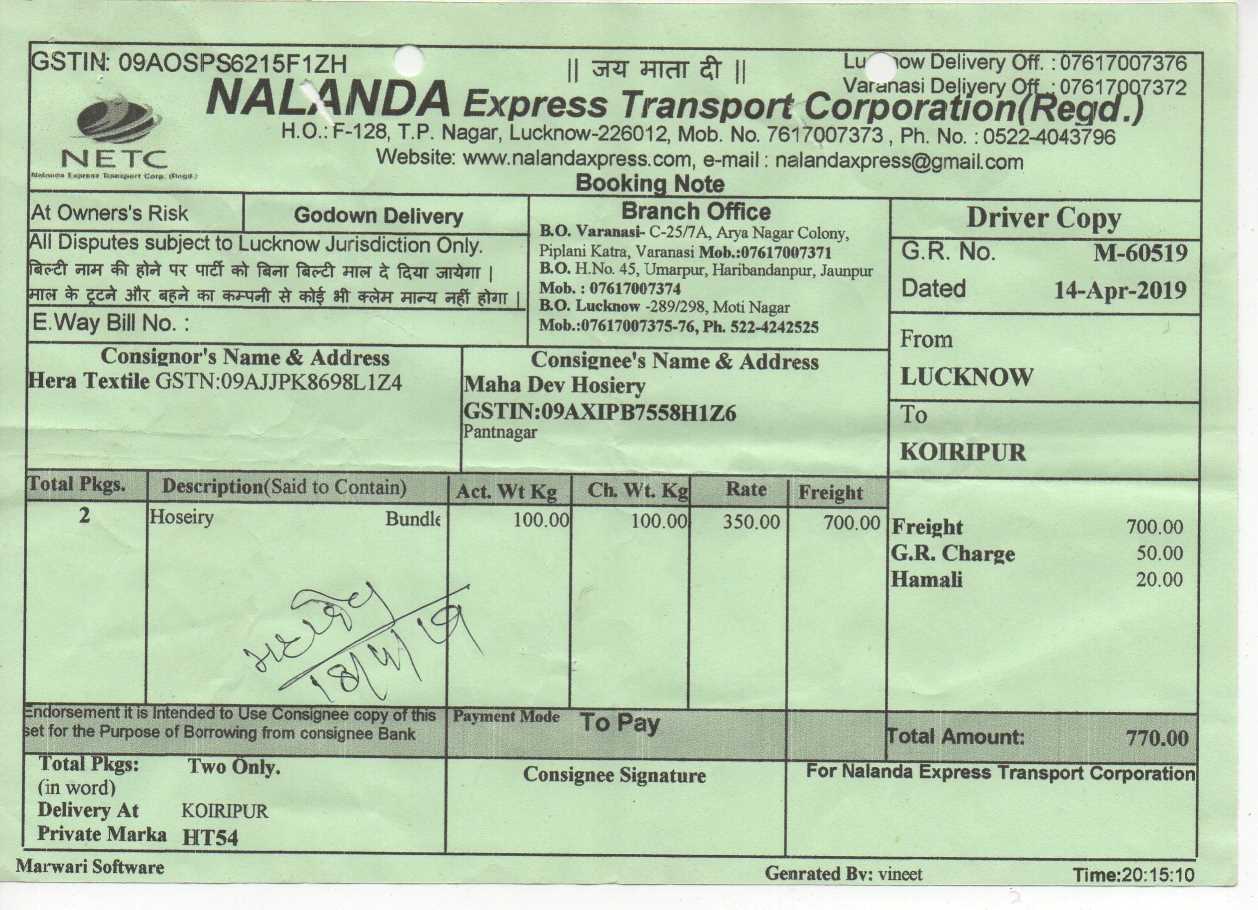 GSTIN: 09AOSPS6215F1ZH
|| जय माता दी ||
Lu now Delivery Off. : 07617007376
Varanasi Delivery Off. : 07617007372
NALANDA Express Transport Corporation(Regd.)
H.O.: F-128, T.P. Nagar, Lucknow-226012, Mob. No. 7617007373 , Ph. No. : 0522-4043796
Website: www.nalandaxpress.com, e-mail : nalandaxpress@gmail.com
NETC
Nalanda Express Transport Corp. (Regd.)
Booking Note
At Owners's Risk
Godown Delivery
All Disputes subject to Lucknow Jurisdiction Only.
बिल्टी नाम की होने पर पार्टी को बिना बिल्टी माल दे दिया जायेगा |
माल के टूटने और बहने का कम्पनी से कोई भी क्लेम मान्य नहीं होगा |
E.Way Bill No. :
Branch Office
B.O. Varanasi- C-25/7A, Arya Nagar Colony,
Piplani Katra, Varanasi Mob.:07617007371
B.O. H.No. 45, Umarpur, Haribandanpur, Jaunpur
Mob. : 07617007374
B.O. Lucknow -289/298, Moti Nagar
Mob.:07617007375-76, Ph. 522-4242525
Driver Copy
G.R. No. M-60519
Dated 14-Apr-2019
From
LUCKNOW
To
KOIRIPUR
Consignor's Name & Address
Hera Textile GSTN:09AJJPK8698L1Z4
Consignee's Name & Address
Maha Dev Hosiery
GSTIN:09AXIPB7558H1Z6
Pantnagar
Total Pkgs. Description(Said to Contain) Act. Wt Kg Ch. Wt. Kg Rate Freight
2 Hoseiry Bundle 100.00 100.00 350.00 700.00
Freight 700.00
G.R. Charge 50.00
Hamali 20.00
महादेव
18/4/19
Endorsement it is Intended to Use Consignee copy of this
set for the Purpose of Borrowing from consignee Bank
Payment Mode To Pay
Total Amount: 770.00
Total Pkgs: Two Only.
(in word)
Delivery At KOIRIPUR
Private Marka HT54
Consignee Signature
For Nalanda Express Transport Corporation
Marwari Software
Genrated By: vineet
Time:20:15:10